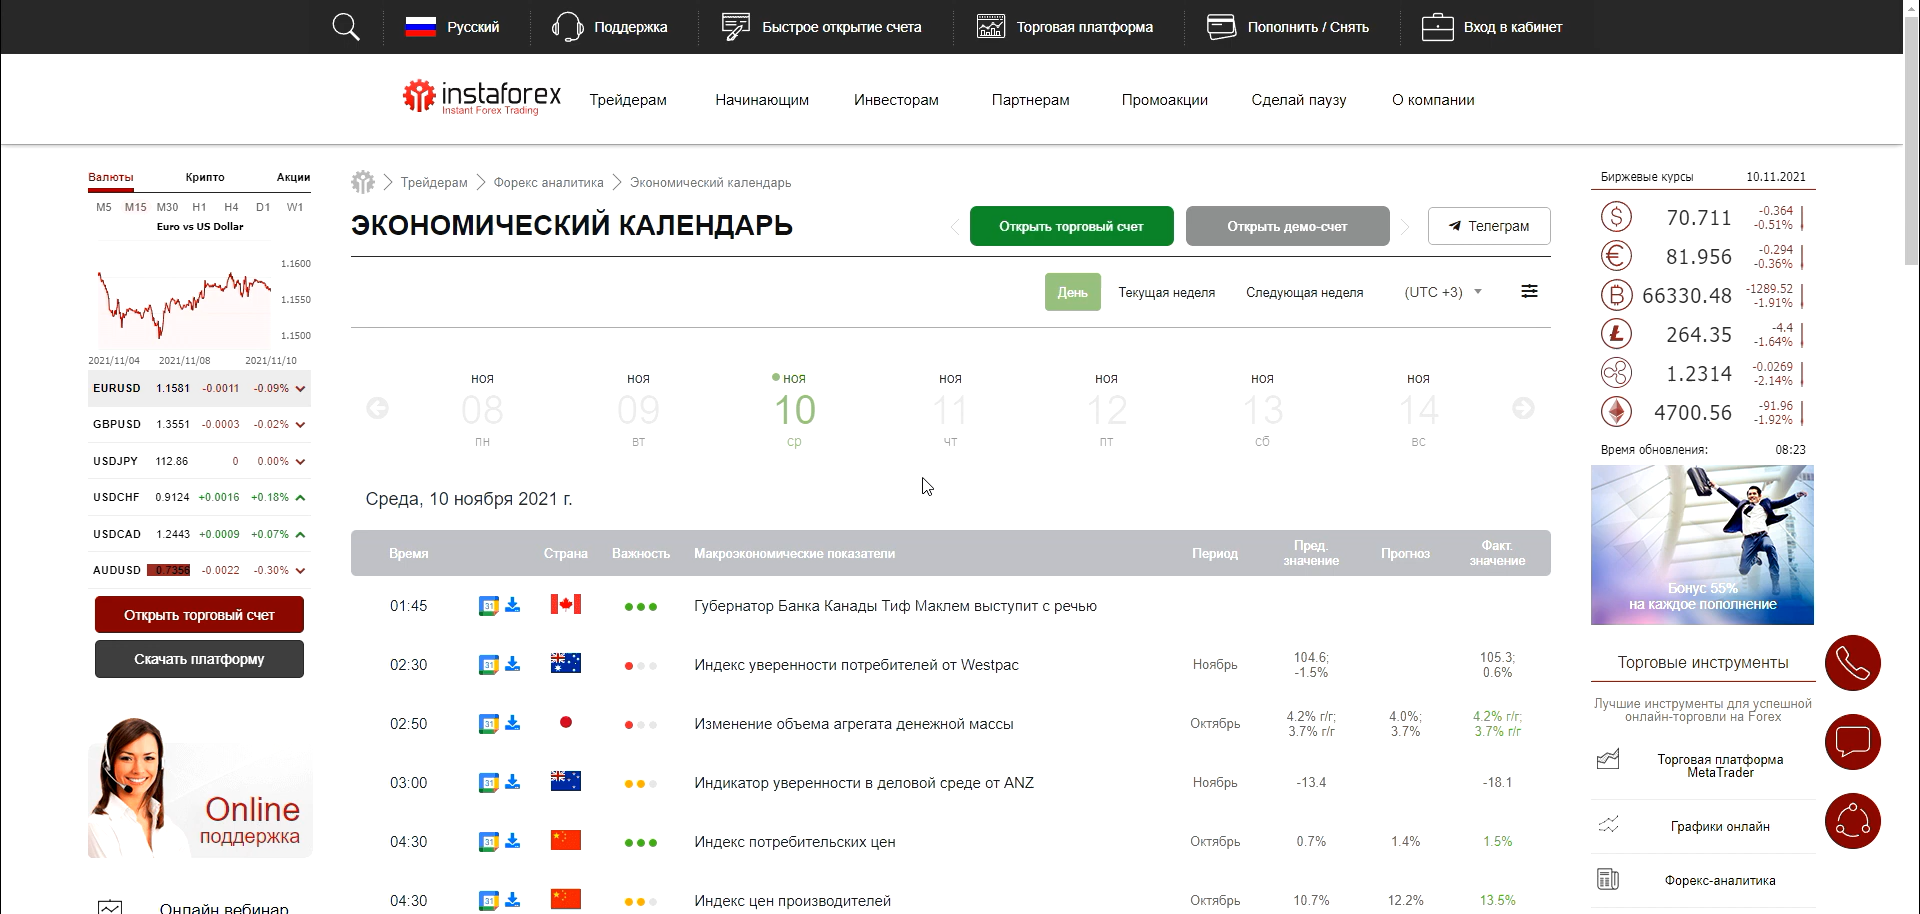 Русский
Поддержка
Быстрое открытие счета
Торговая платформа
Пополнить / Снять
Вход в кабинет
instaforex
Instant Forex Trading
Трейдерам
Начинающим
Инвесторам
Партнерам
Промоакции
Сделай паузу
О компании
Валюты Крипто Акции
M5 M15 M30 H1 H4 D1 W1
Euro vs US Dollar
1.1600
1.1550
1.1500
2021/11/04 2021/11/08 2021/11/10
EURUSD 1.1581 -0.0011 -0.09%
GBPUSD 1.3551 -0.0003 -0.02%
USDJPY 112.86 0 0.00%
USDCHF 0.9124 +0.0016 +0.18%
USDCAD 1.2443 +0.0009 +0.07%
AUDUSD 0.7356 -0.0022 -0.30%
Открыть торговый счет
Скачать платформу
Online
поддержка
Онлайн вебинар
Трейдерам
Форекс аналитика
Экономический календарь
ЭКОНОМИЧЕСКИЙ КАЛЕНДАРЬ
Открыть торговый счет
Открыть демо-счет
Телеграм
День
Текущая неделя
Следующая неделя
(UTC +3)
ноя ноя ноя ноя ноя ноя ноя
08 09 10 11 12 13 14
пн вт ср чт пт сб вс
Среда, 10 ноября 2021 г.
Время Страна Важность Макроэкономические показатели Период Пред. значение Прогноз Факт. значение
01:45 31 Губернатор Банка Канады Тиф Маклем выступит с речью
02:30 31 Индекс уверенности потребителей от Westpac Ноябрь 104.6; -1.5% 105.3; 0.6%
02:50 31 Изменение объема агрегата денежной массы Октябрь 4.2% г/г; 3.7% г/г 4.0%; 3.7% 4.2% г/г; 3.7% г/г
03:00 31 Индикатор уверенности в деловой среде от ANZ Ноябрь -13.4 -18.1
04:30 31 Индекс потребительских цен Октябрь 0.7% 1.4% 1.5%
04:30 31 Индекс цен производителей Октябрь 10.7% 12.2% 13.5%
Биржевые курсы 10.11.2021
70.711 -0.364 -0.51%
81.956 -0.294 -0.36%
66330.48 -1289.52 -1.91%
264.35 -4.4 -1.64%
1.2314 -0.0269 -2.14%
4700.56 -91.96 -1.92%
Время обновления: 08:23
Бонус 55%
на каждое пополнение
Торговые инструменты
Лучшие инструменты для успешной
онлайн-торговли на Forex
Торговая платформа
MetaTrader
Графики онлайн
Форекс-аналитика